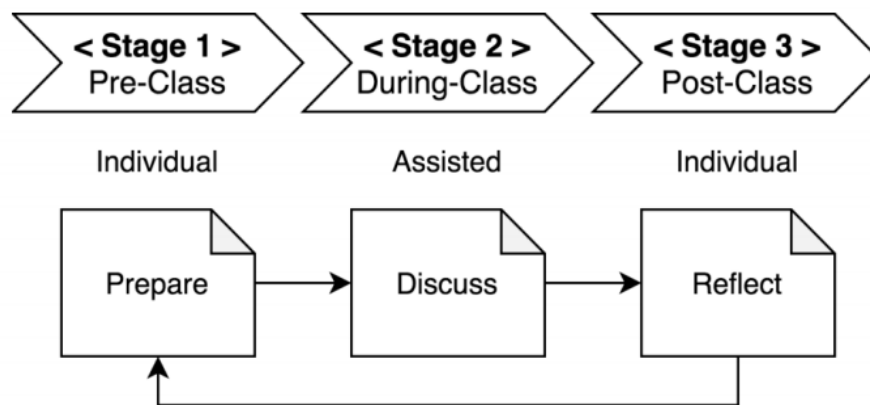 < Stage 1 >
Pre-Class
< Stage 2 >
During-Class
< Stage 3 >
Post-Class
Individual
Assisted
Individual
Prepare
Discuss
Reflect